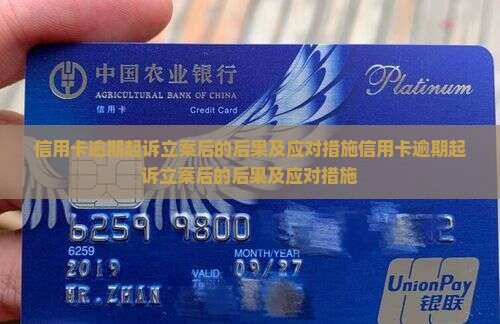 中国农业银行
AGRICULTURAL BANK OF CHINA
信用卡
Credit Card
Platinum
信用卡逾期起诉立案后的后果及应对措施信用卡逾期起
诉立案后的后果及应对措施
6259 9800 2
6259
MONTH/YEAR
2019
VALID
09/27
MR.ZHAN
UnionPay
银联